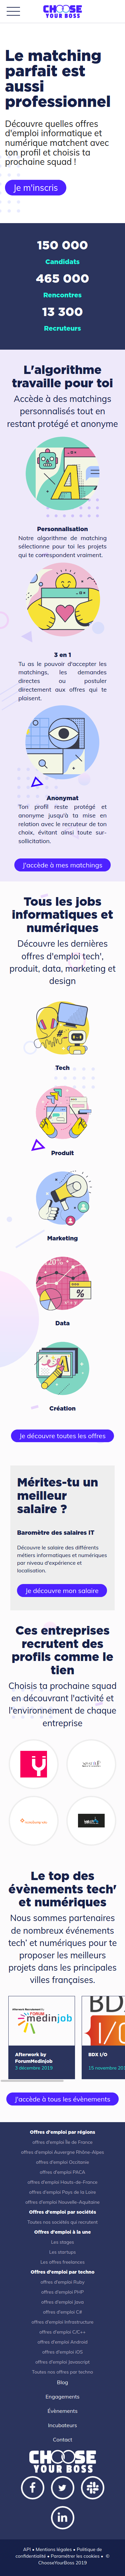 CHOOSE
YOUR BOSS
Le matching
parfait est
aussi
professionnel
Découvre quelles offres
d'emploi informatique et
numérique matchent avec
ton profil et choisis ta
prochaine squad !
Je m'inscris
150 000
Candidats
465 000
Rencontres
13 300
Recruteurs
L'algorithme
travaille pour toi
Accède à des matchings
personnalisés tout en
restant protégé et anonyme
Personnalisation
Notre algorithme de matching
sélectionne pour toi les projets
qui te correspondent vraiment.
3 en 1
Tu as le pouvoir d'accepter les
matchings, les demandes
directes ou postuler
directement aux offres qui te
plaisent.
Anonymat
Ton profil reste protégé et
anonyme jusqu'à ta mise en
relation avec le recruteur de ton
choix, évitant ainsi toute sur-
sollicitation.
J'accède à mes matchings
Tous les jobs
informatiques et
numériques
Découvre les dernières
offres d'emploi tech',
produit, data, marketing et
design
Tech
Produit
Marketing
Data
Création
Je découvre toutes les offres
Mérites-tu un
meilleur
salaire ?
Baromètre des salaires IT
Découvre le salaire des différents
métiers informatiques et numériques
par niveau d'expérience et
localisation.
Je découvre mon salaire
Ces entreprises
recrutent des
profils comme le
tien
Choisis ta prochaine squad
en découvrant l'activité et
l'environnement de chaque
entreprise
Le top des
évènements tech'
et numériques
Nous sommes partenaires
de nombreux événements
tech' et numériques pour te
proposer les meilleurs
projets dans les principales
villes françaises.
FORUM
medinjob
Afterwork by
ForumMedinjob
3 décembre 2019
BDX I/O
15 novembre 201
J'accède à tous les évènements
Offres d'emploi par régions
offres d'emploi Île de France
offres d'emploi Auvergne Rhône-Alpes
offres d'emploi Occitanie
offres d'emploi PACA
offres d'emploi Hauts-de-France
offres d'emploi Pays de la Loire
offres d'emploi Nouvelle-Aquitaine
Offres d'emploi par sociétés
Toutes nos sociétés qui recrutent
Offres d'emploi à la une
Les stages
Les startups
Les offres freelances
Offres d'emploi par techno
offres d'emploi Ruby
offres d'emploi PHP
offres d'emploi Java
offres d'emploi C#
offres d'emploi Infrastructure
offres d'emploi C/C++
offres d'emploi Android
offres d'emploi iOS
offres d'emploi Javascript
Toutes nos offres par techno
Blog
Engagements
Évènements
Incubateurs
Contact
CHOOSE
YOUR BOSS
API • Mentions légales • Politique de
confidentialité • Paramétrer les cookies • ©
ChooseYourBoss 2019